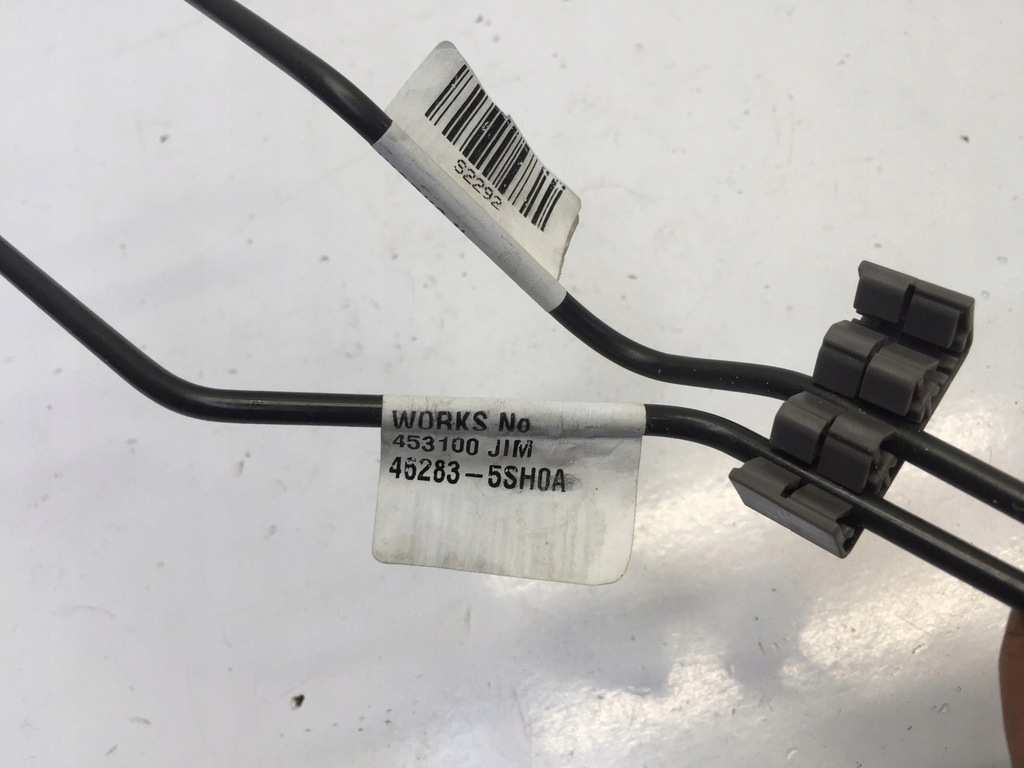 S2292
WORKS No
453100 JIM
46283-5SH0A